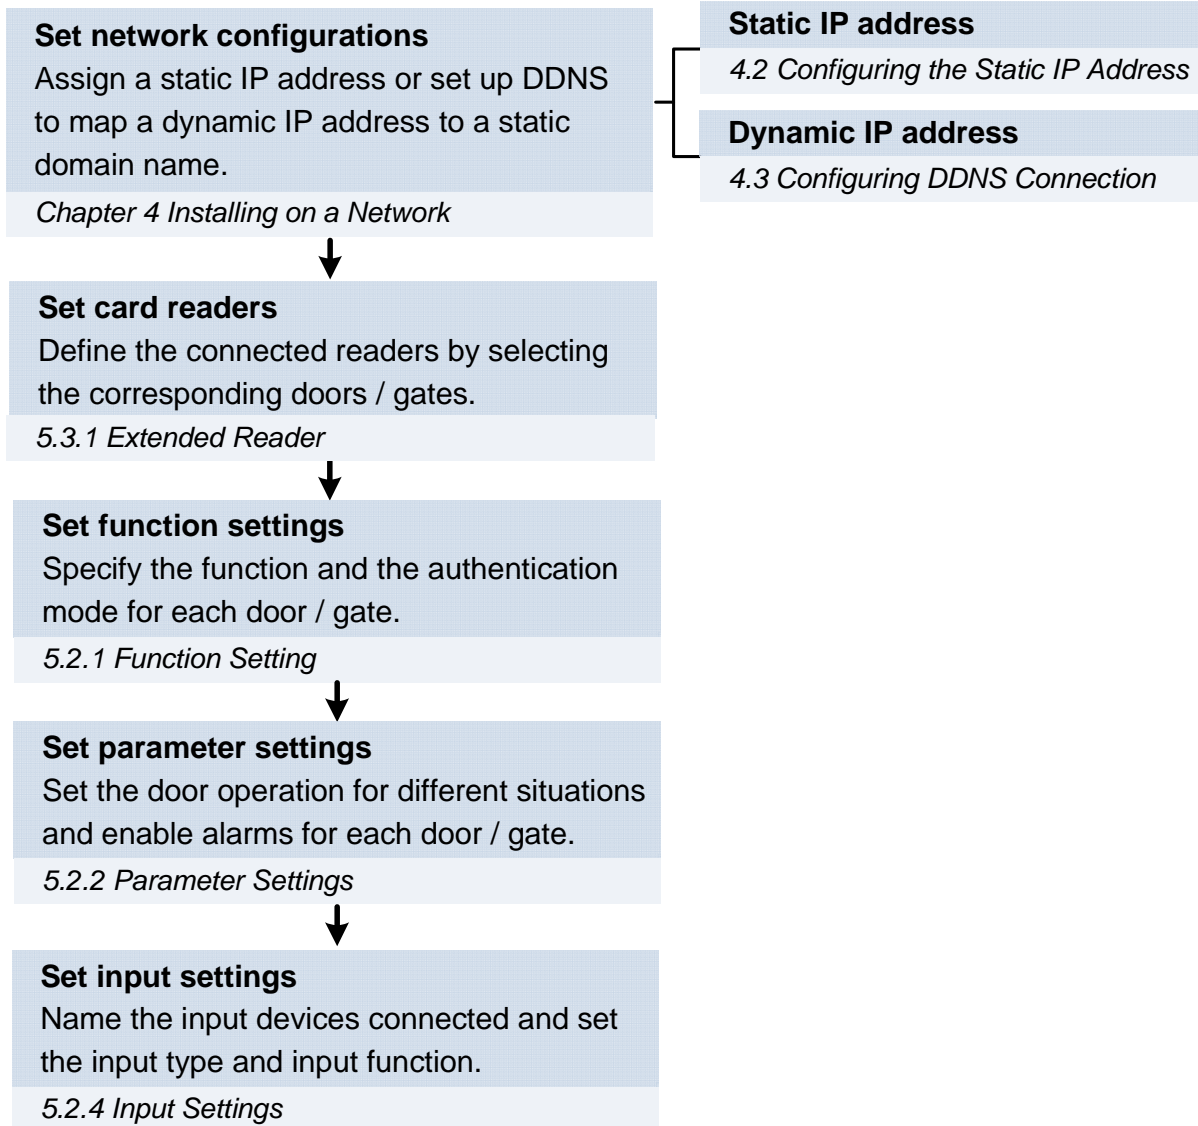 Set network configurations
Assign a static IP address or set up DDNS
to map a dynamic IP address to a static
domain name.
Chapter 4 Installing on a Network
Static IP address
4.2 Configuring the Static IP Address
Dynamic IP address
4.3 Configuring DDNS Connection
Set card readers
Define the connected readers by selecting
the corresponding doors / gates.
5.3.1 Extended Reader
Set function settings
Specify the function and the authentication
mode for each door / gate.
5.2.1 Function Setting
Set parameter settings
Set the door operation for different situations
and enable alarms for each door / gate.
5.2.2 Parameter Settings
Set input settings
Name the input devices connected and set
the input type and input function.
5.2.4 Input Settings